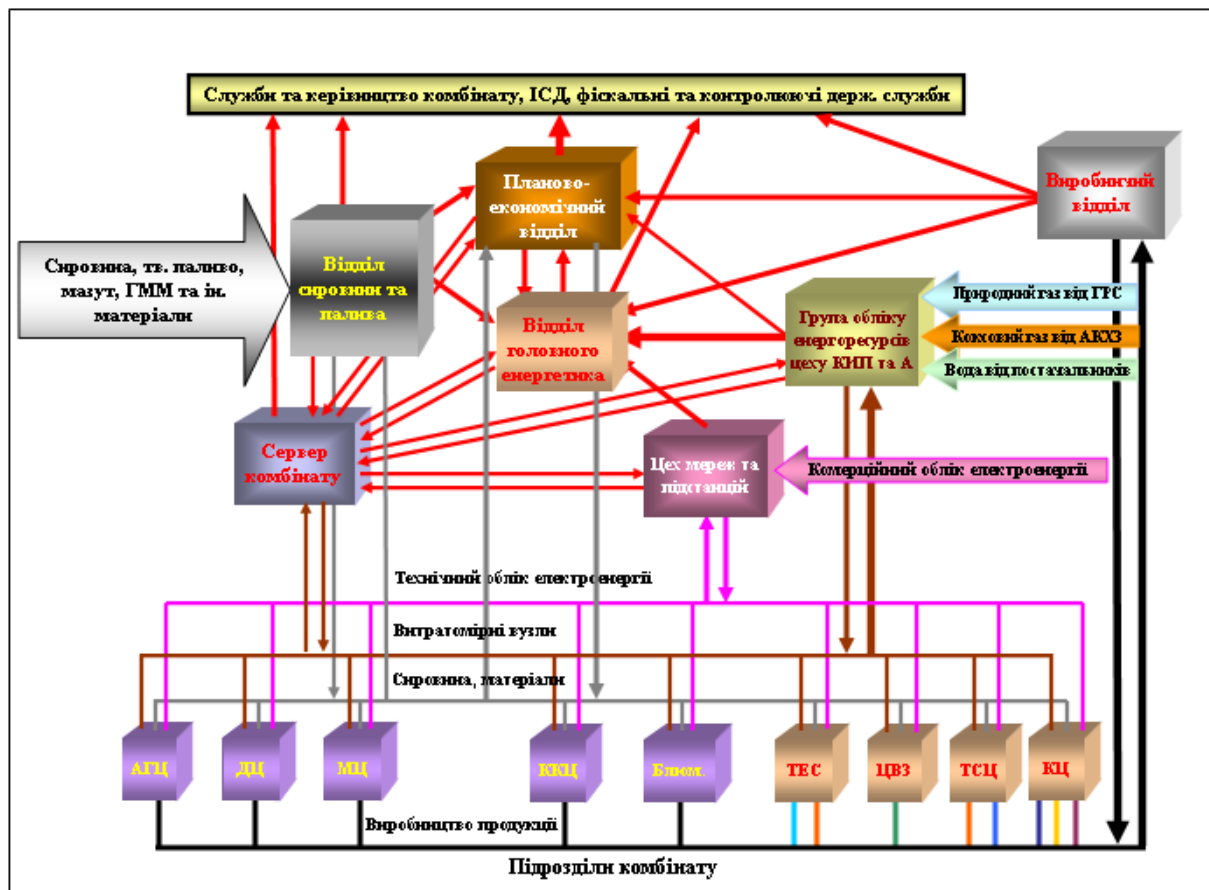 Служби та керівництво комбінату, ІСД, фіскальні та контролюючі держ. служби
Планово-
економічний
відділ
Виробничий
відділ
Сировина, тв. паливо,
мазут, ГММ та ін.
матеріали
Відділ
сировини та
палива
Відділ
головного
енергетика
Група обліку
енергоресурсів
цеху КИП та А
Природний газ від ГРС
Коксовий газ від АКХЗ
Вода від постачальників
Сервер
комбінату
Цех мереж та
підстанцій
Комерційний облік електроенергії
Технічний облік електроенергії
Витратомірні вузли
Сировина, матеріали
АГЦ
ДЦ
МЦ
ККЦ
Блюм.
ТЕС
ЦВЗ
ТСЦ
КЦ
Виробництво продукції
Підрозділи комбінату